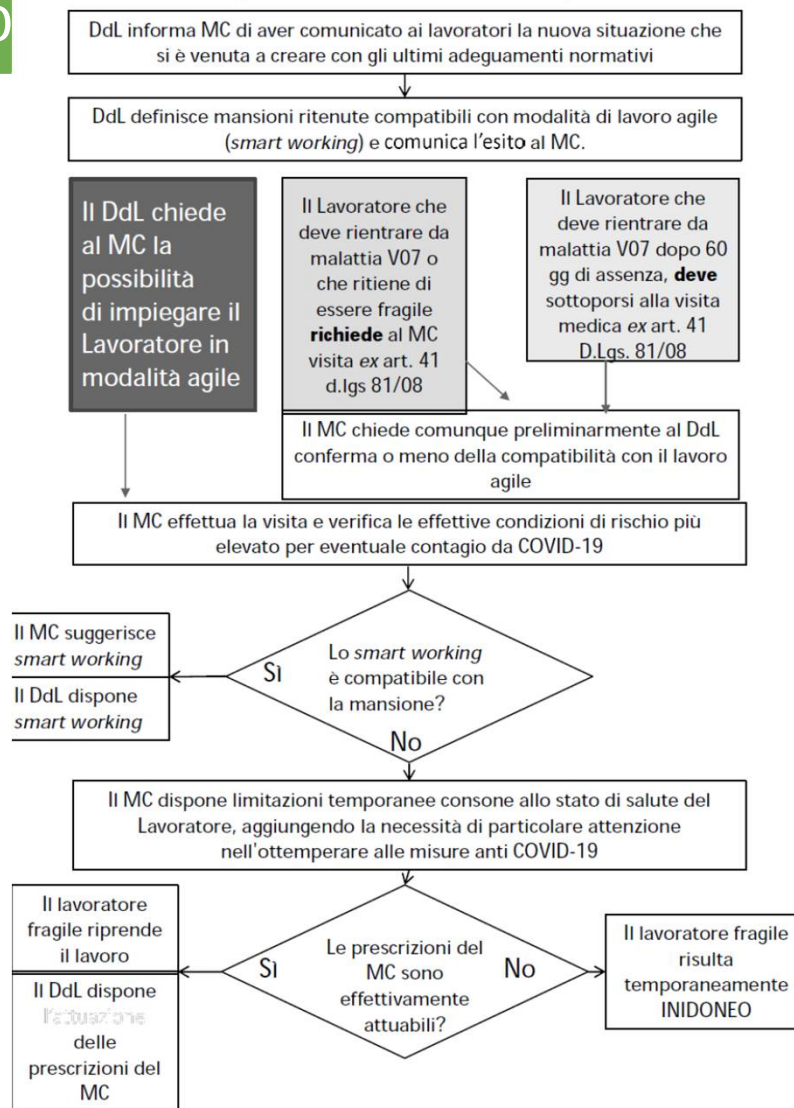 DdL informa MC di aver comunicato ai lavoratori la nuova situazione che
si è venuta a creare con gli ultimi adeguamenti normativi
DdL definisce mansioni ritenute compatibili con modalità di lavoro agile
(smart working) e comunica l'esito al MC.
Il DdL chiede
al MC la
possibilità
di impiegare il
Lavoratore in
modalità agile
Il Lavoratore che
deve rientrare da
malattia V07 o
che ritiene di
essere fragile
richiede al MC
visita ex art. 41
d.lgs 81/08
Il Lavoratore che
deve rientrare da
malattia V07 dopo 60
gg di assenza, deve
sottoporsi alla visita
medica ex art. 41
D.Lgs. 81/08
Il MC chiede comunque preliminarmente al DdL
conferma o meno della compatibilità con il lavoro
agile
Il MC effettua la visita e verifica le effettive condizioni di rischio più
elevato per eventuale contagio da COVID-19
Il MC suggerisce
smart working
Il DdL dispone
smart working
Sì
Lo smart working
è compatibile con
la mansione?
No
Il MC dispone limitazioni temporanee consone allo stato di salute del
Lavoratore, aggiungendo la necessità di particolare attenzione
nell'ottemperare alle misure anti COVID-19
Il lavoratore
fragile riprende
il lavoro
Il DdL dispone
l'attuazione
delle
prescrizioni del
MC
Sì
Le prescrizioni del
MC sono
effettivamente
attuabili?
No
Il lavoratore fragile
risulta
temporaneamente
INIDONEO